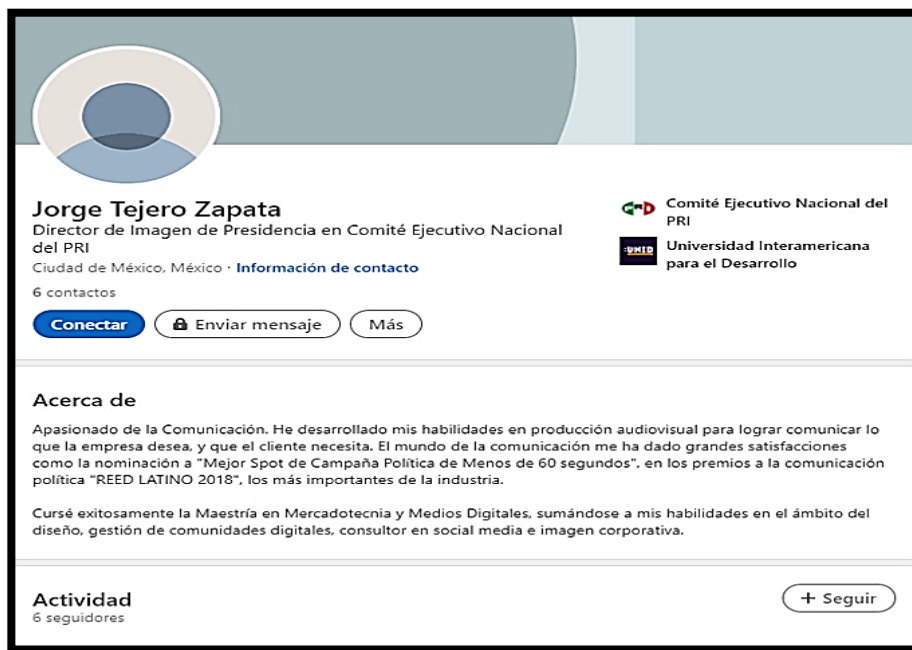 Jorge Tejero Zapata
Director de Imagen de Presidencia en Comité Ejecutivo Nacional
del PRI
Ciudad de México, México · Información de contacto
6 contactos
Conectar
Enviar mensaje
Más
Comité Ejecutivo Nacional del
PRI
:UNID
Universidad Interamericana
para el Desarrollo
Acerca de
Apasionado de la Comunicación. He desarrollado mis habilidades en producción audiovisual para lograr comunicar lo
que la empresa desea, y que el cliente necesita. El mundo de la comunicación me ha dado grandes satisfacciones
como la nominación a "Mejor Spot de Campaña Política de Menos de 60 segundos", en los premios a la comunicación
política "REED LATINO 2018", los más importantes de la industria.
Cursé exitosamente la Maestría en Mercadotecnia y Medios Digitales, sumándose a mis habilidades en el ámbito del
diseño, gestión de comunidades digitales, consultor en social media e imagen corporativa.
Actividad
6 seguidores
+ Seguir